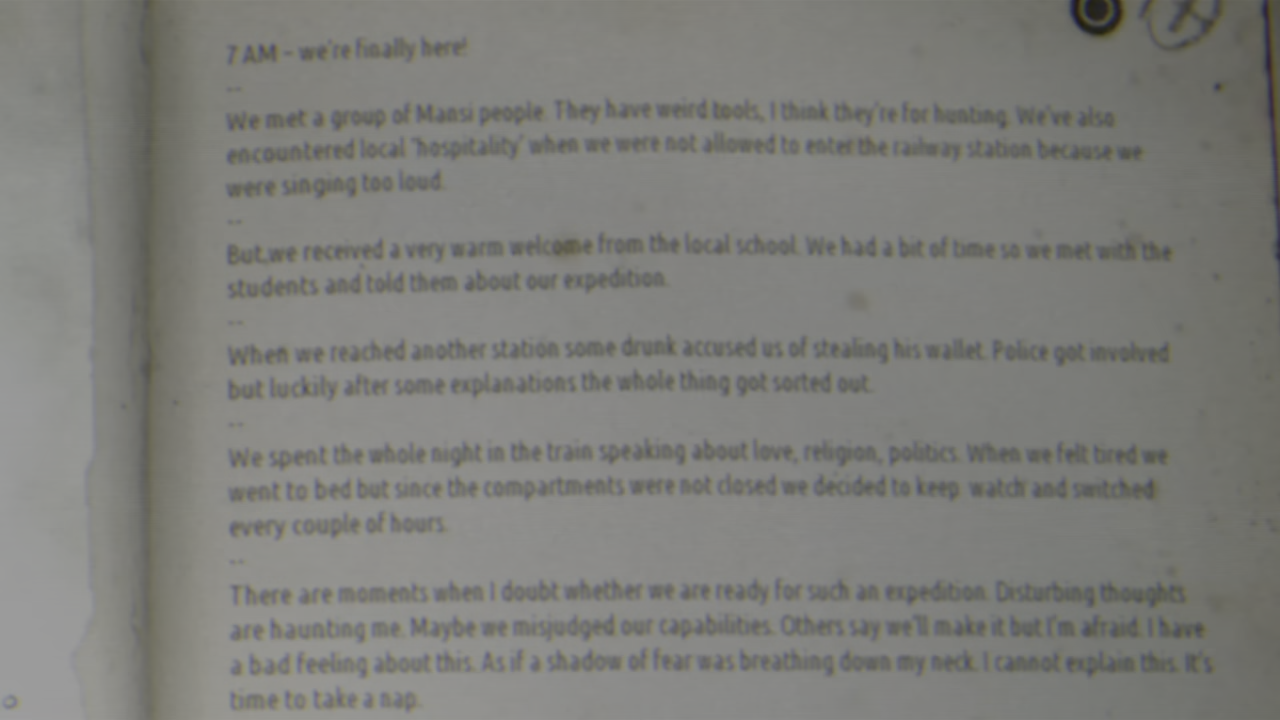 7 AM – we're finally here!
--
We met a group of Mansi people. They have weird tools, I think they're for hunting. We've also
encountered local 'hospitality' when we were not allowed to enter the railway station because we
were singing too loud.
--
But we received a very warm welcome from the local school. We had a bit of time so we met with the
students and told them about our expedition.
--
When we reached another station some drunk accused us of stealing his wallet. Police got involved
but luckily after some explanations the whole thing got sorted out.
--
We spent the whole night in the train speaking about love, religion, politics. When we felt tired we
went to bed but since the compartments were not closed we decided to keep watch and switched
every couple of hours.
--
There are moments when I doubt whether we are ready for such an expedition. Disturbing thoughts
are haunting me. Maybe we misjudged our capabilities. Others say we'll make it but I'm afraid. I have
a bad feeling about this. As if a shadow of fear was breathing down my neck. I cannot explain this. It's
time to take a nap.